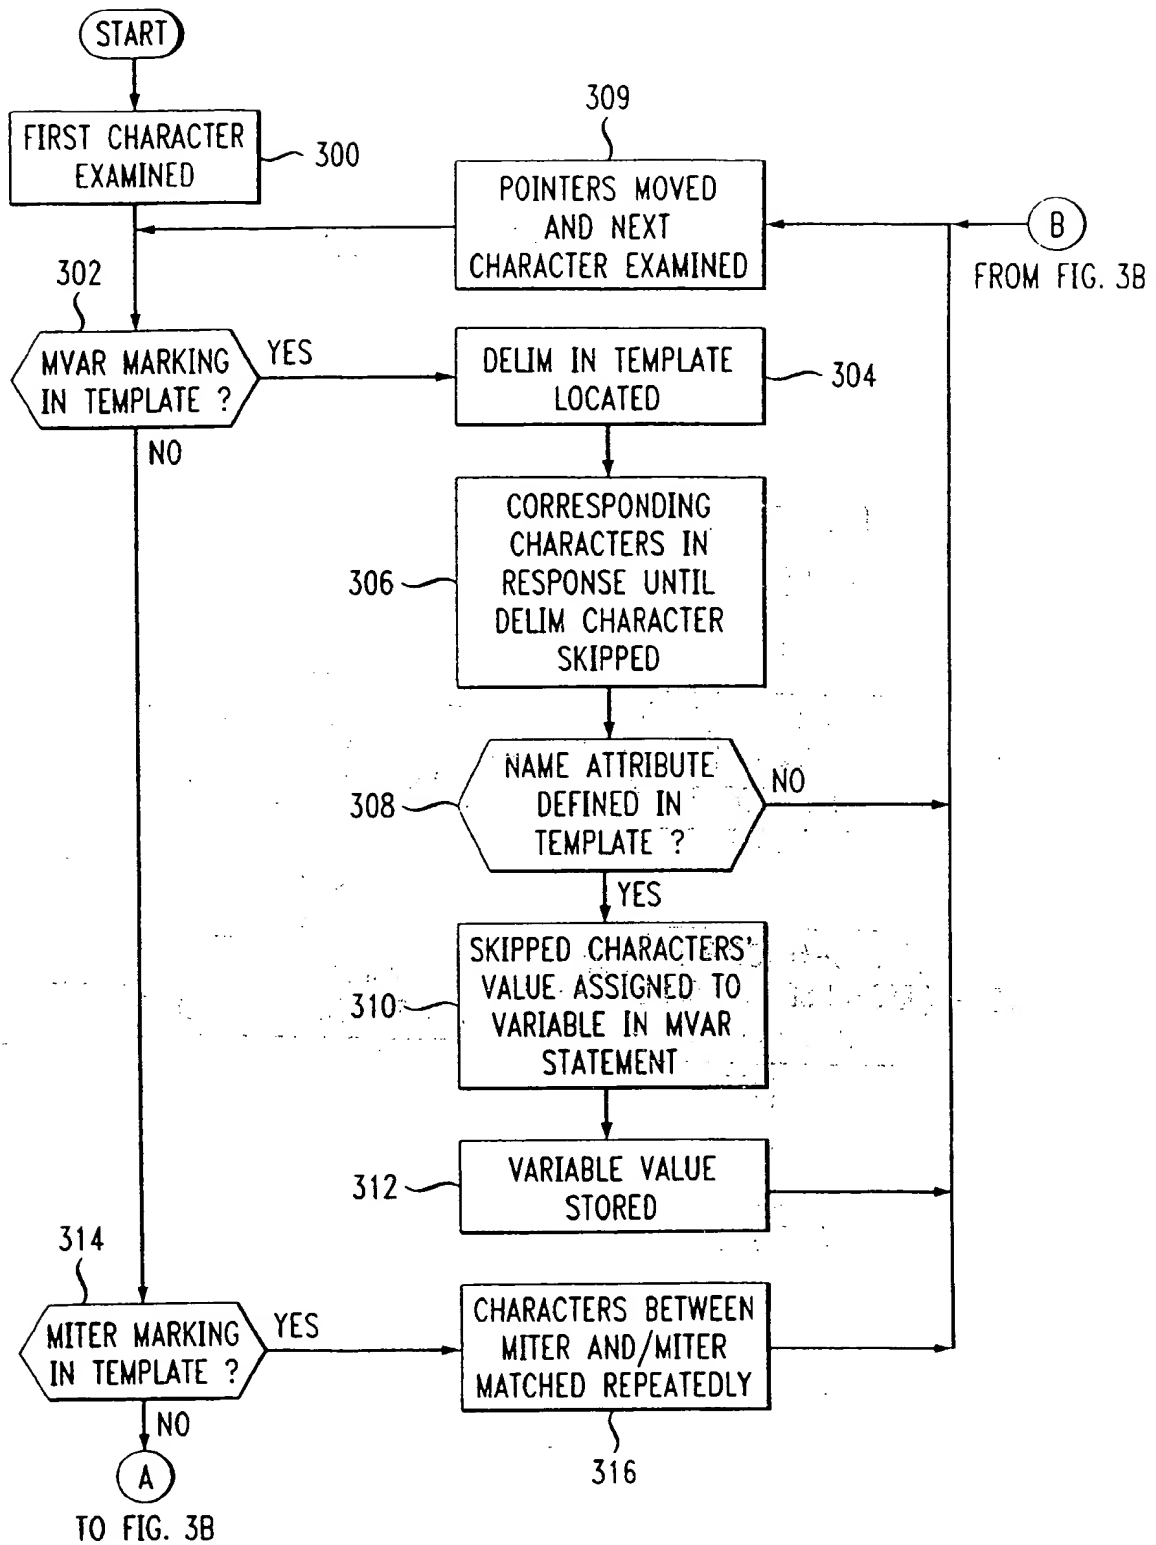 START
FIRST CHARACTER
EXAMINED
300
309
POINTERS MOVED
AND NEXT
CHARACTER EXAMINED
B
FROM FIG. 3B
302
MVAR MARKING
IN TEMPLATE ?
YES
NO
DELIM IN TEMPLATE
LOCATED
304
CORRESPONDING
CHARACTERS IN
RESPONSE UNTIL
DELIM CHARACTER
SKIPPED
306
NAME ATTRIBUTE
DEFINED IN
TEMPLATE ?
308
NO
YES
SKIPPED CHARACTERS'
VALUE ASSIGNED TO
VARIABLE IN MVAR
STATEMENT
310
VARIABLE VALUE
STORED
312
314
MITER MARKING
IN TEMPLATE ?
YES
NO
CHARACTERS BETWEEN
MITER AND/MITER
MATCHED REPEATEDLY
316
A
TO FIG. 3B